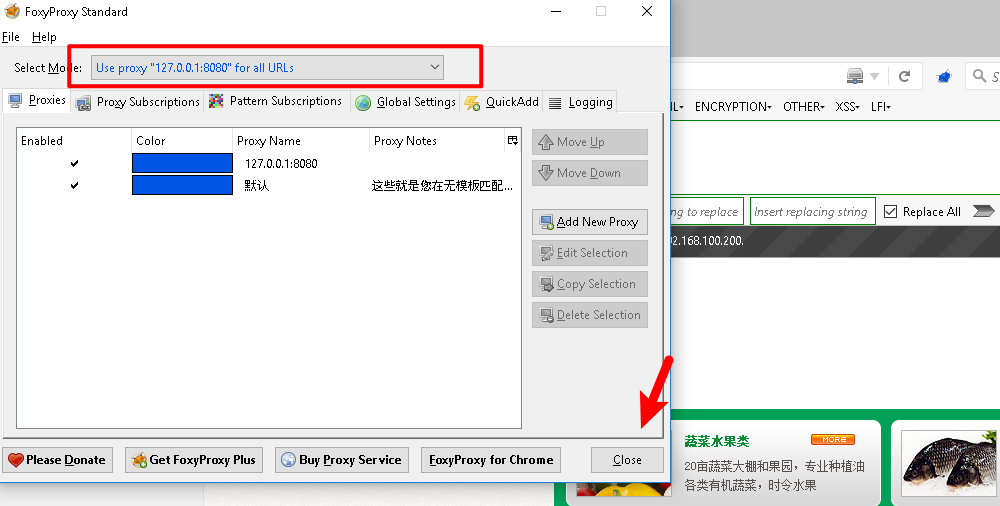 FoxyProxy Standard
File Help
Select Mode: Use proxy "127.0.0.1:8080" for all URLs
Proxies Proxy Subscriptions Pattern Subscriptions Global Settings QuickAdd Logging
ENCRYPTION OTHER XSS LFI
Enabled Color Proxy Name Proxy Notes
127.0.0.1:8080
默认 这些就是您在无模板匹配...
Move Up
Move Down
Add New Proxy
Edit Selection
Copy Selection
Delete Selection
to replace Insert replacing string Replace All
2.168.100.200.
Please Donate Get FoxyProxy Plus Buy Proxy Service FoxyProxy for Chrome Close
蔬菜水果类 MORE
20亩蔬菜大棚和果园，专业种植油
各类有机蔬菜，时令水果